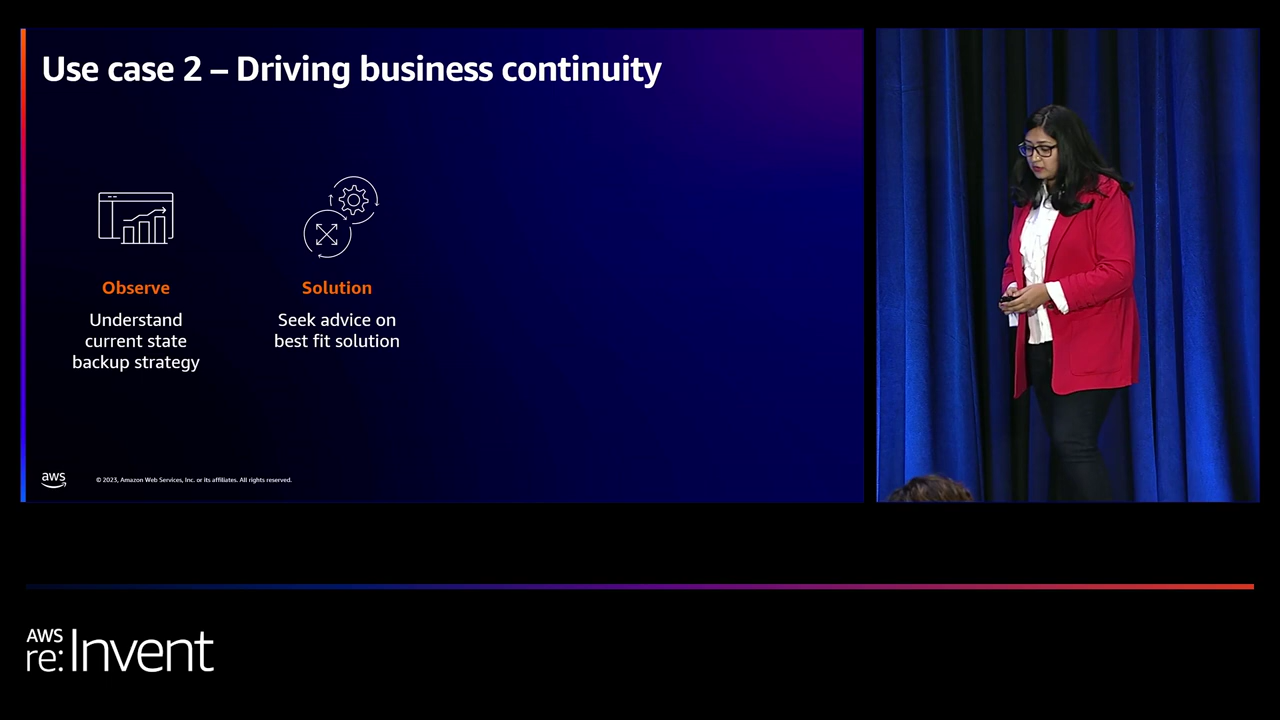 Use case 2 – Driving business continuity
Observe
Understand
current state
backup strategy
Solution
Seek advice on
best fit solution
aws
© 2023, Amazon Web Services, Inc. or its affiliates. All rights reserved.
AWS
re:Invent